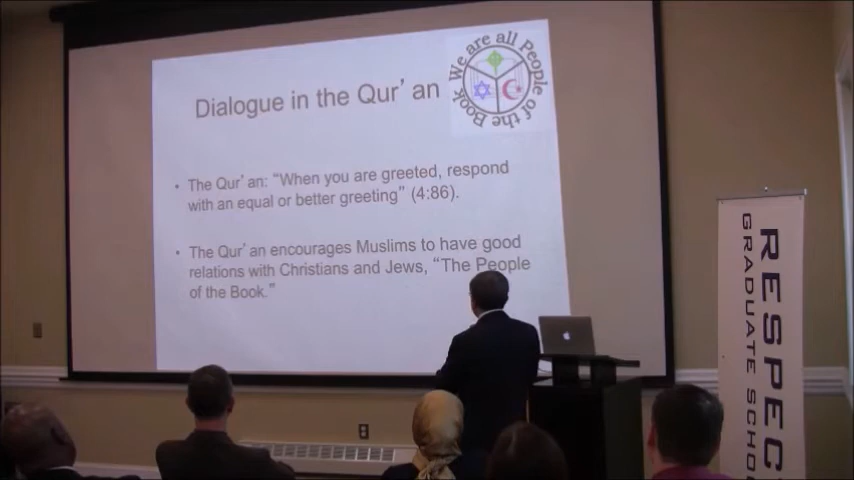 We are all People of the Book
Dialogue in the Qur'an
• The Qur'an: "When you are greeted, respond
with an equal or better greeting" (4:86).
• The Qur'an encourages Muslims to have good
relations with Christians and Jews, "The People
of the Book."
RESPEC
GRADUATE SCHO